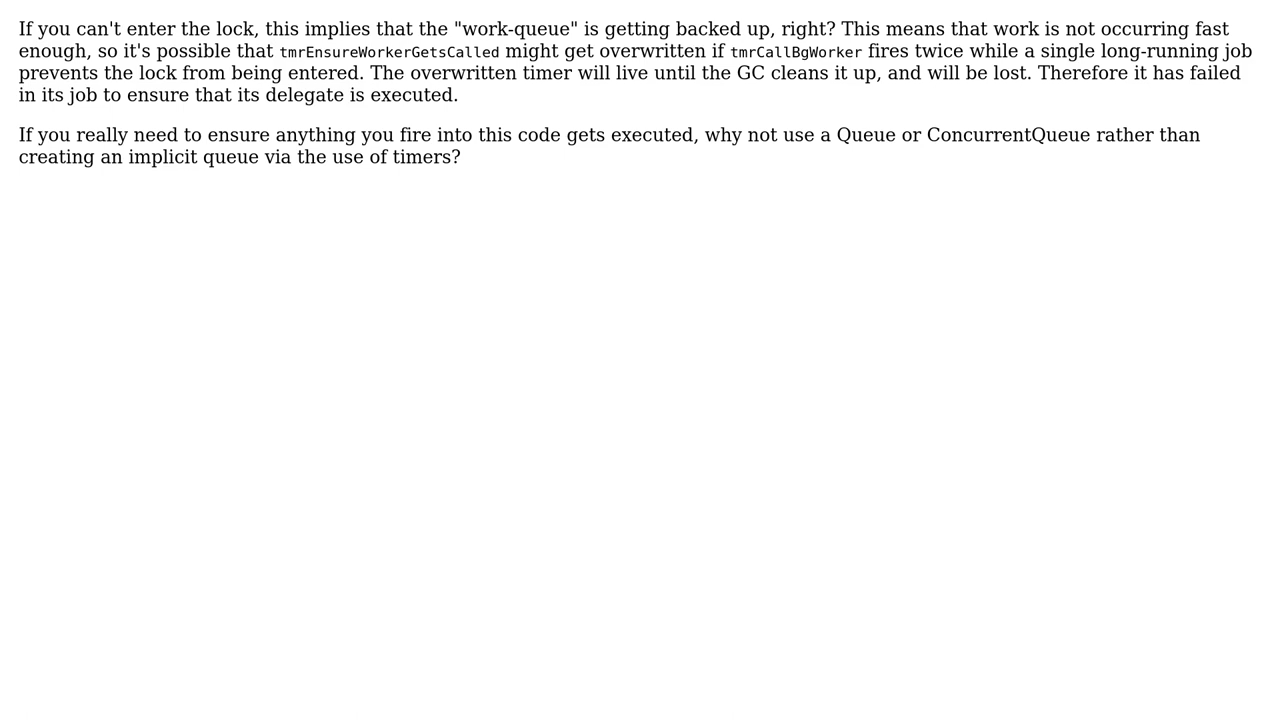 If you can't enter the lock, this implies that the "work-queue" is getting backed up, right? This means that work is not occurring fast
enough, so it's possible that tmrEnsureWorkerGetsCalled might get overwritten if tmrCallBgWorker fires twice while a single long-running job
prevents the lock from being entered. The overwritten timer will live until the GC cleans it up, and will be lost. Therefore it has failed
in its job to ensure that its delegate is executed.
If you really need to ensure anything you fire into this code gets executed, why not use a Queue or ConcurrentQueue rather than
creating an implicit queue via the use of timers?